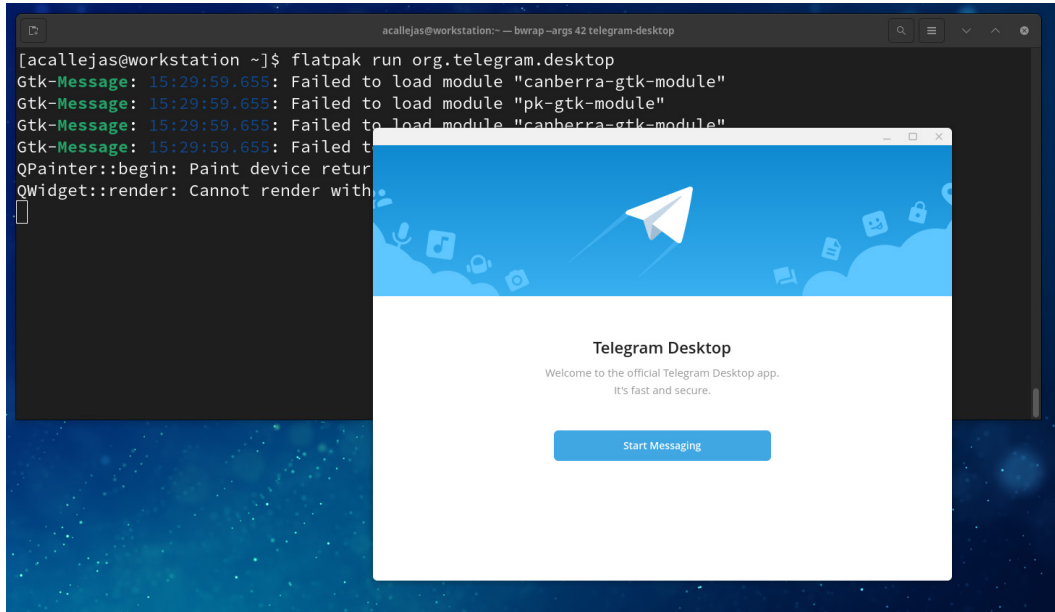 acallejas@workstation:~ — bwrap --args 42 telegram-desktop
[acallejas@workstation ~]$ flatpak run org.telegram.desktop
Gtk-Message: 15:29:59.655: Failed to load module "canberra-gtk-module"
Gtk-Message: 15:29:59.655: Failed to load module "pk-gtk-module"
Gtk-Message: 15:29:59.655: Failed to load module "canberra-gtk-module"
Gtk-Message: 15:29:59.655: Failed
QPainter::begin: Paint device
QWidget::render: Cannot render with
Telegram Desktop
Welcome to the official Telegram Desktop app.
It's fast and secure.
Start Messaging